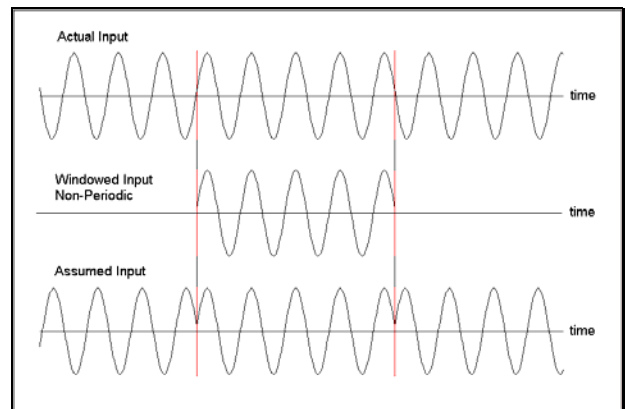 Actual Input
time
Windowed Input
Non-Periodic
time
Assumed Input
time